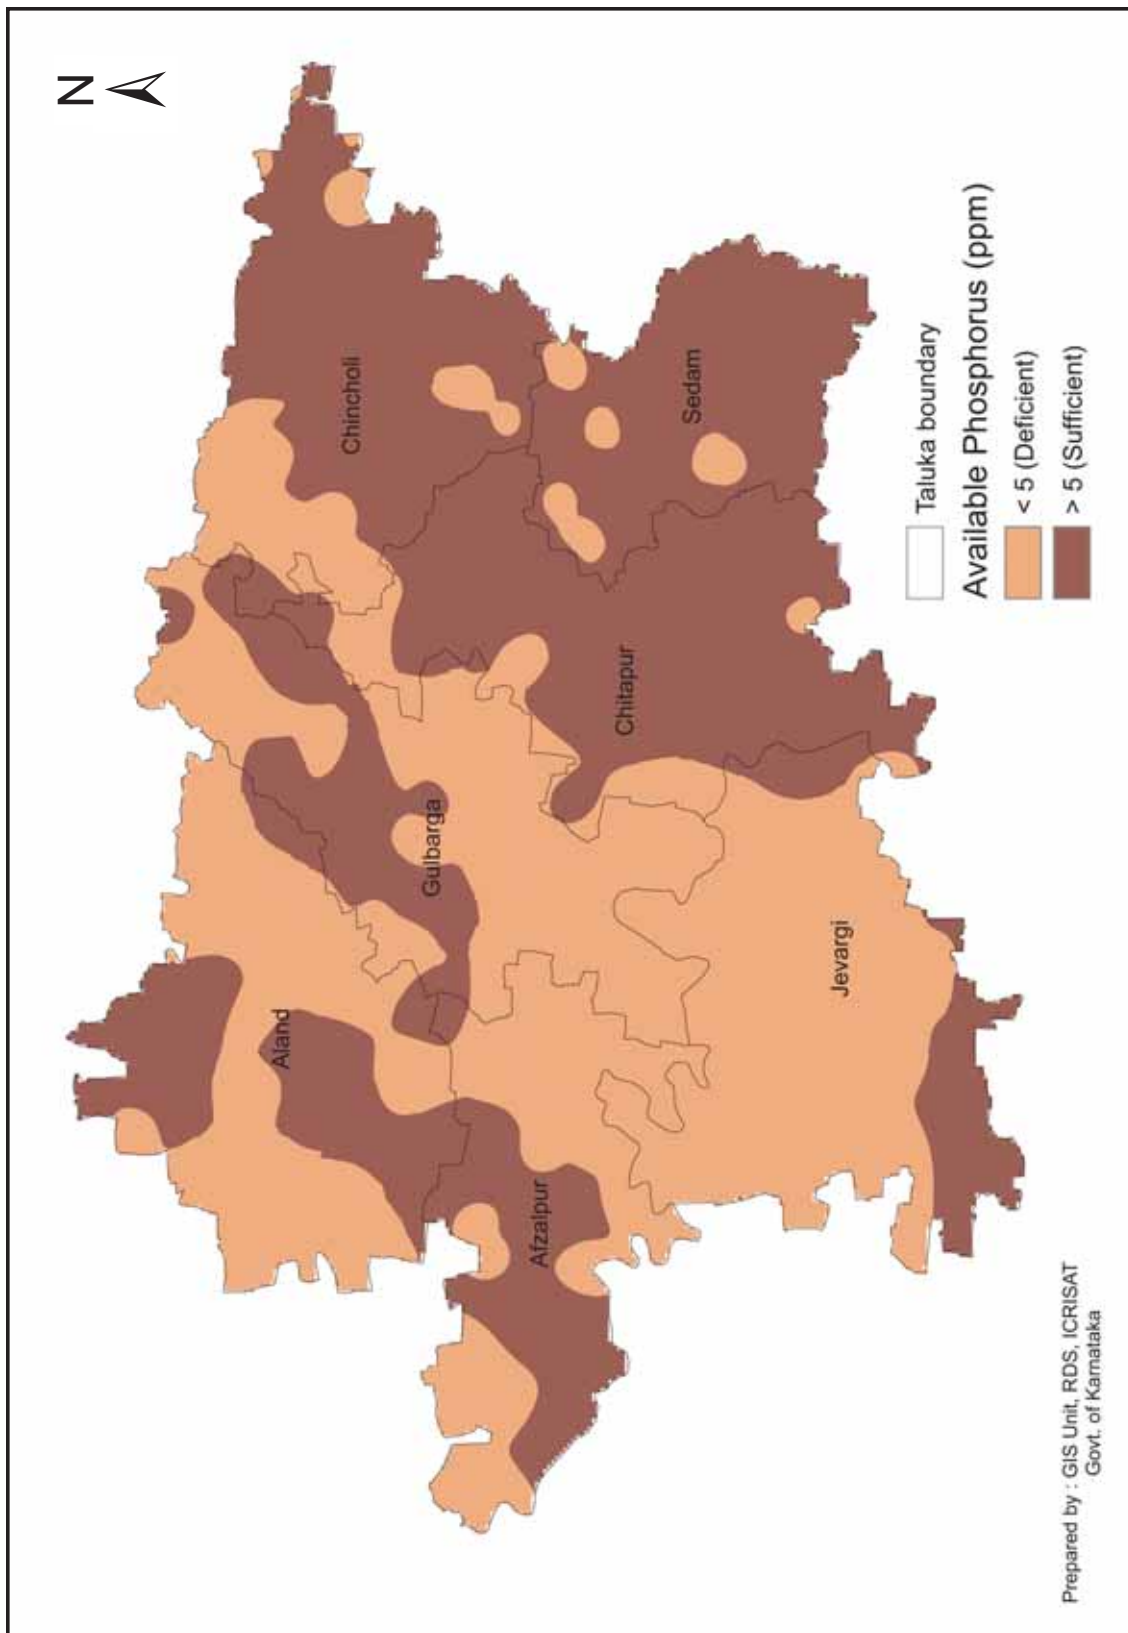 N
Chincholi
Aland
Gulbarga
Sedam
Afzalpur
Chitapur
Jevargi
Taluka boundary
Available Phosphorus (ppm)
< 5 (Deficient)
> 5 (Sufficient)
Prepared by : GIS Unit, RDS, ICRISAT
Govt. of Karnataka